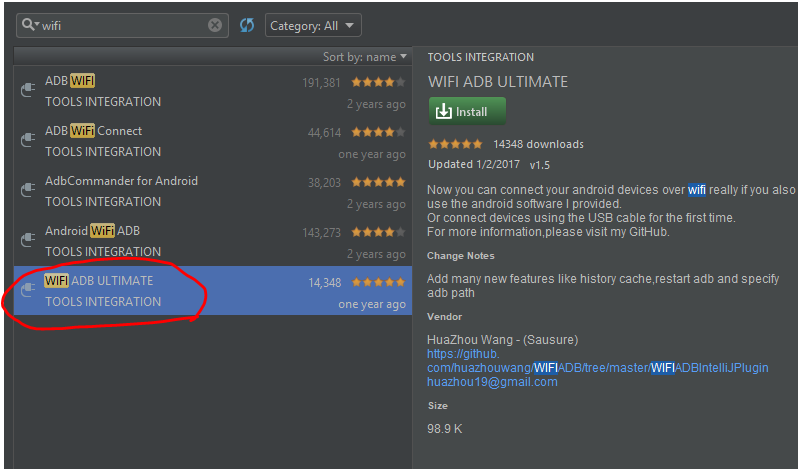 wifi
Category: All
Sort by: name
ADB WIFI 191,381
TOOLS INTEGRATION 2 years ago
ADB WiFi Connect 44,614
TOOLS INTEGRATION one year ago
AdbCommander for Android 38,203
TOOLS INTEGRATION one year ago
Android WiFi ADB 143,273
TOOLS INTEGRATION 2 years ago
WIFI ADB ULTIMATE 14,348
TOOLS INTEGRATION one year ago
TOOLS INTEGRATION
WIFI ADB ULTIMATE
Install
14348 downloads
Updated 1/2/2017 v1.5
Now you can connect your android devices over wifi really if you also
use the android software I provided.
Or connect devices using the USB cable for the first time.
For more information,please visit my GitHub.
Change Notes
Add many new features like history cache,restart adb and specify
adb path
Vendor
HuaZhou Wang - (Sausure)
https://github.
com/huazhouwang/WIFIADB/tree/master/WIFIADBIntelliJPlugin
huazhou19@gmail.com
Size
98.9 K